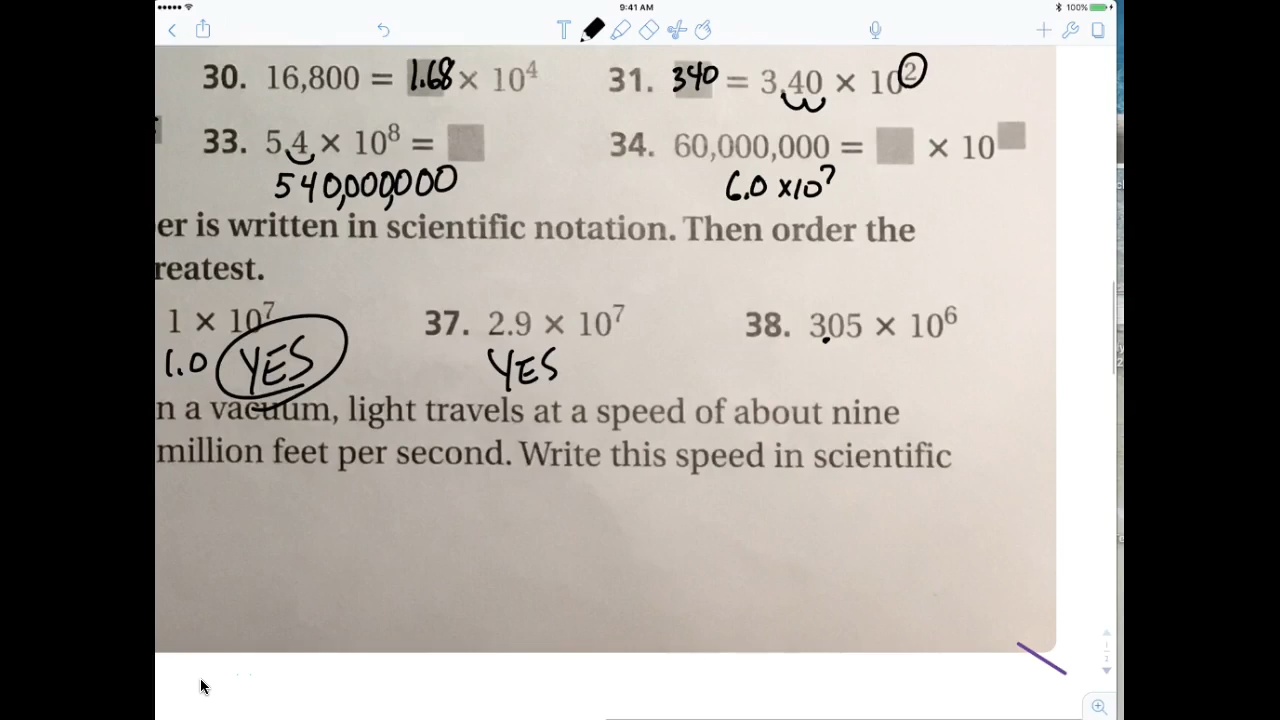 9:41 AM
100%
T
30. 16,800 = 1.68 × 10⁴ 31. 340 = 3.40 × 10²
33. 5.4 × 10⁸ = 34. 60,000,000 = × 10
540,000,000 6.0 ×10⁷
er is written in scientific notation. Then order the
reatest.
1 × 10⁷ 37. 2.9 × 10⁷ 38. 305 × 10⁶
1.0 YES YES
n a vacuum, light travels at a speed of about nine
million feet per second. Write this speed in scientific